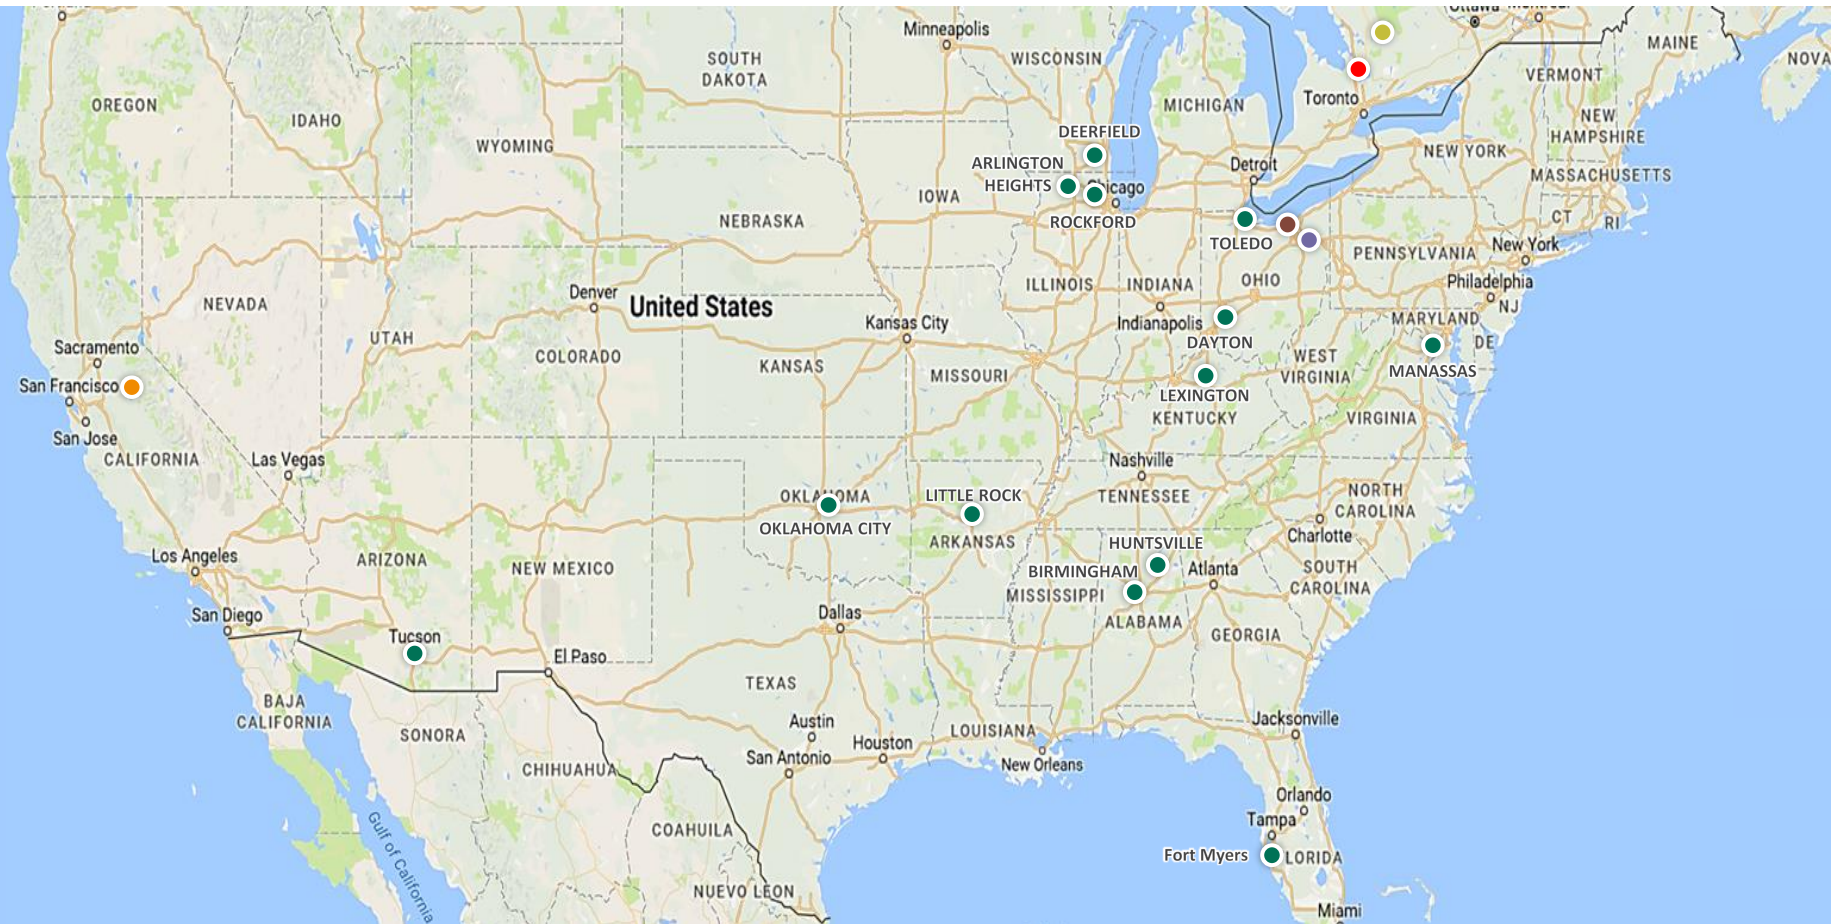 Ottawa
Minneapolis
SOUTH
DAKOTA
WISCONSIN
MAINE
NOVA
VERMONT
OREGON
IDAHO
MICHIGAN
Toronto
NEW
HAMPSHIRE
WYOMING
DEERFIELD
NEW YORK
ARLINGTON
HEIGHTS
Detroit
MASSACHUSETTS
IOWA
Chicago
ROCKFORD
NEBRASKA
CT
RI
TOLEDO
PENNSYLVANIA
New York
ILLINOIS
INDIANA
OHIO
Philadelphia
NJ
Denver
United States
NEVADA
Kansas City
Indianapolis
MARYLAND
DE
UTAH
DAYTON
Sacramento
COLORADO
KANSAS
MISSOURI
WEST
VIRGINIA
MANASSAS
San Francisco
LEXINGTON
KENTUCKY
VIRGINIA
San Jose
CALIFORNIA
Las Vegas
Nashville
TENNESSEE
OKLAHOMA
OKLAHOMA CITY
LITTLE ROCK
ARKANSAS
NORTH
CAROLINA
Charlotte
Los Angeles
ARIZONA
NEW MEXICO
HUNTSVILLE
BIRMINGHAM
Atlanta
SOUTH
CAROLINA
MISSISSIPPI
ALABAMA
GEORGIA
San Diego
Dallas
Tucson
El Paso
TEXAS
BAJA
CALIFORNIA
SONORA
Austin
Houston
San Antonio
LOUISIANA
New Orleans
Jacksonville
CHIHUAHUA
Orlando
Tampa
Gulf of California
COAHUILA
Fort Myers
LORIDA
NUEVO LEON
Miami